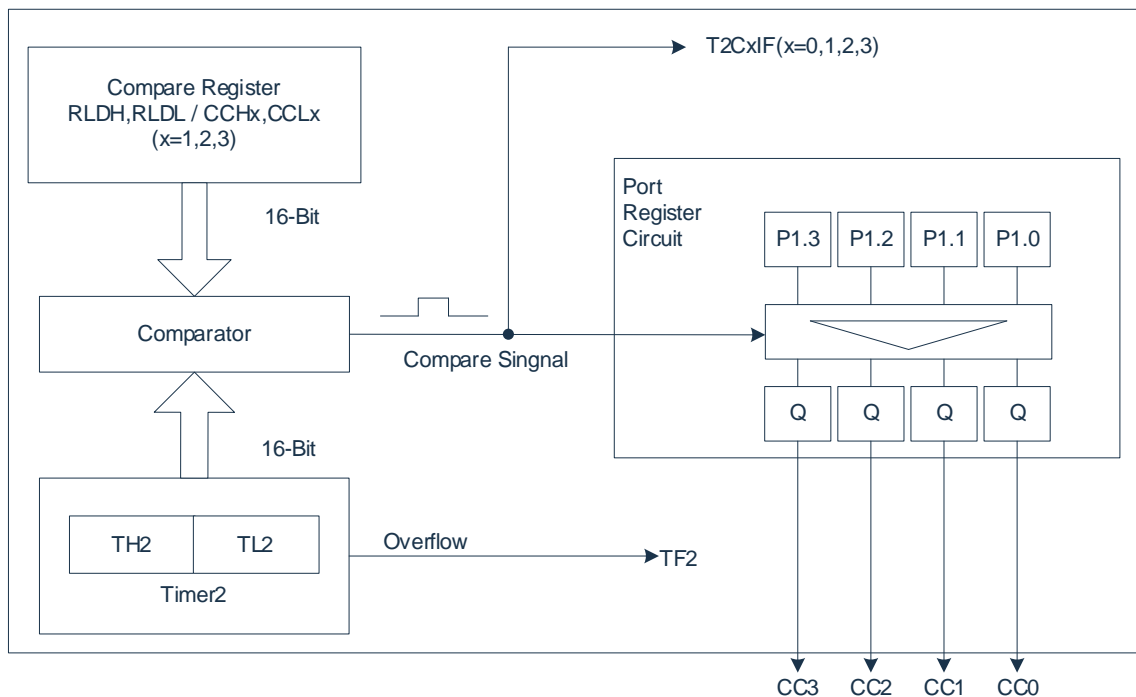 T2CxIF(x=0,1,2,3)
Compare Register
RLDH,RLDL / CCHx,CCLx
(x=1,2,3)
16-Bit
Port
Register
Circuit
P1.3 P1.2 P1.1 P1.0
Comparator
Compare Singnal
Q Q Q Q
16-Bit
TH2 TL2
Timer2
Overflow
TF2
CC3 CC2 CC1 CC0